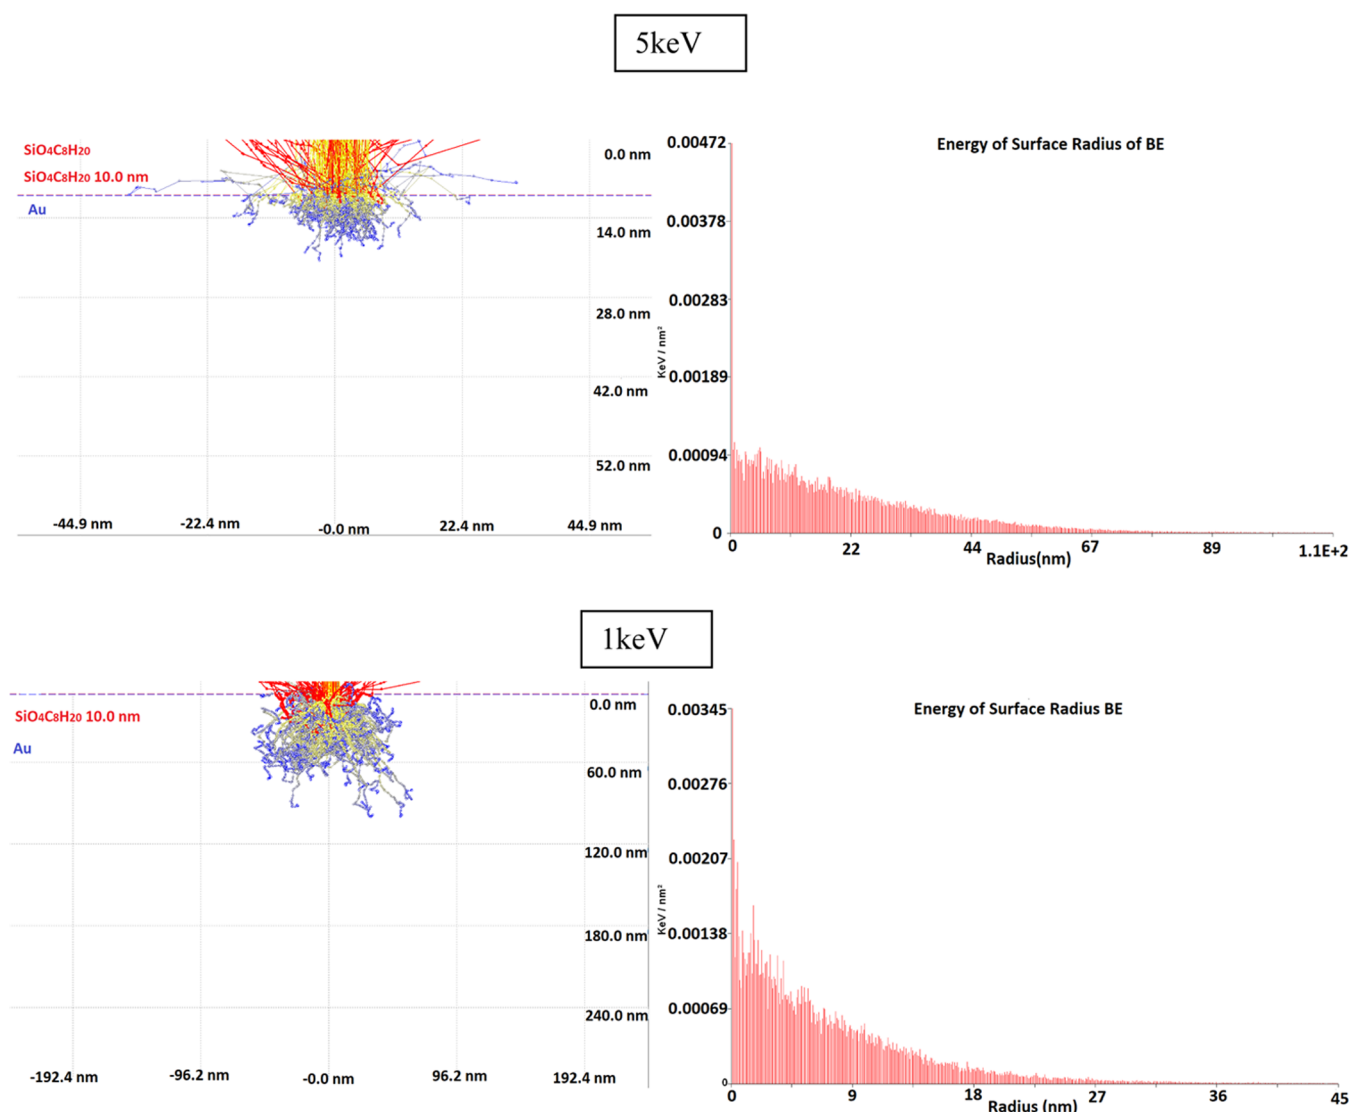 5keV
SiO4C8H20
SiO4C8H20 10.0 nm
Au
0.0 nm
14.0 nm
28.0 nm
42.0 nm
52.0 nm
-44.9 nm
-22.4 nm
-0.0 nm
22.4 nm
44.9 nm
Energy of Surface Radius of BE
0.00472
0.00378
0.00283
0.00189
0.00094
0
KeV / nm²
0
22
44
67
89
1.1E+2
Radius(nm)
1keV
SiO4C8H20 10.0 nm
Au
0.0 nm
60.0 nm
120.0 nm
180.0 nm
240.0 nm
-192.4 nm
-96.2 nm
-0.0 nm
96.2 nm
192.4 nm
Energy of Surface Radius BE
0.00345
0.00276
0.00207
0.00138
0.00069
0
KeV / nm²
0
9
18
27
36
45
Radius (nm)